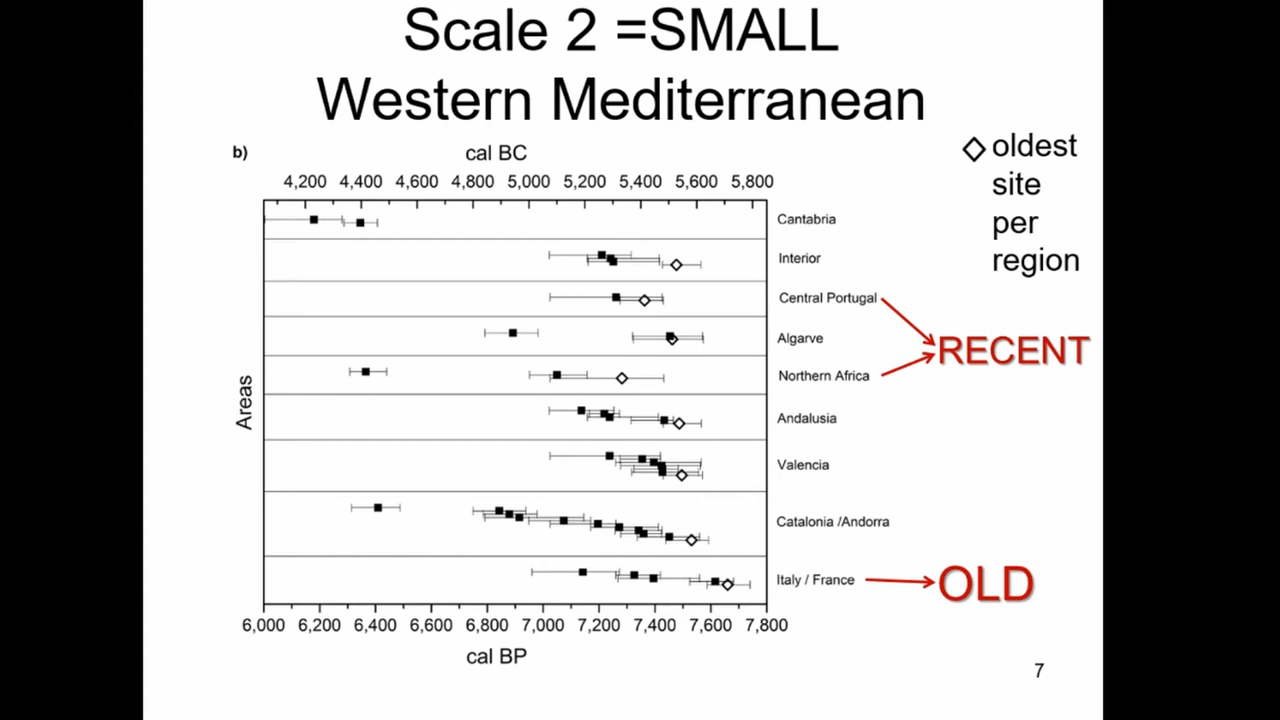 Scale 2 =SMALL
Western Mediterranean
b)
cal BC
oldest
site
per
region
4,200 4,400 4,600 4,800 5,000 5,200 5,400 5,600 5,800
Cantabria
Interior
Central Portugal
Algarve
RECENT
Northern Africa
Areas
Andalusia
Valencia
Catalonia /Andorra
Italy / France
OLD
6,000 6,200 6,400 6,600 6,800 7,000 7,200 7,400 7,600 7,800
cal BP
7